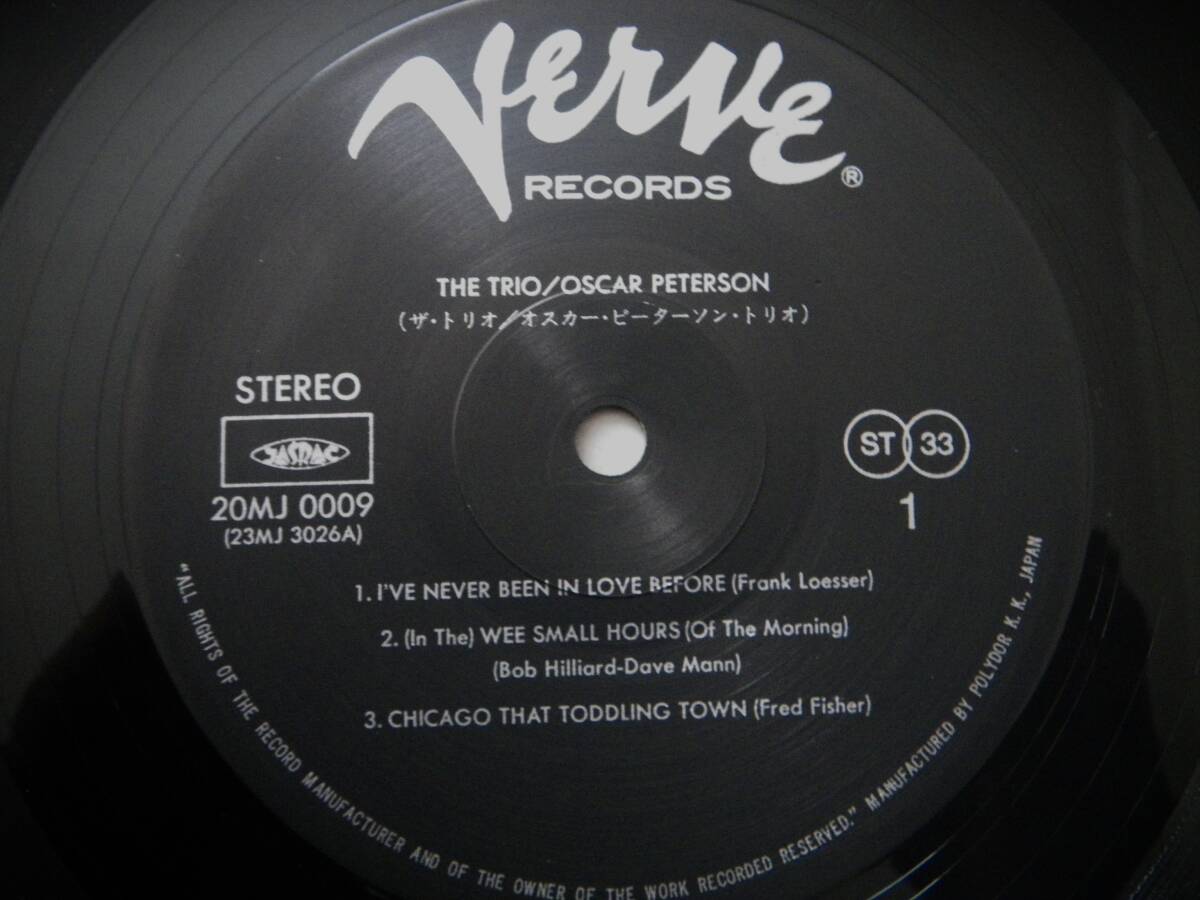 Verve
RECORDS ®
THE TRIO/OSCAR PETERSON
(ザ・トリオ/オスカー・ピーターソン・トリオ)
STEREO
JASRAC
20MJ 0009
(23MJ 3026A)
ST 33
1
1. I'VE NEVER BEEN IN LOVE BEFORE (Frank Loesser)
2. (In The) WEE SMALL HOURS (Of The Morning)
(Bob Hilliard-Dave Mann)
3. CHICAGO THAT TODDLING TOWN (Fred Fisher)
"ALL RIGHTS OF THE RECORD MANUFACTURER AND OF THE OWNER OF THE WORK RECORDED RESERVED." MANUFACTURED BY POLYDOR K.K., JAPAN